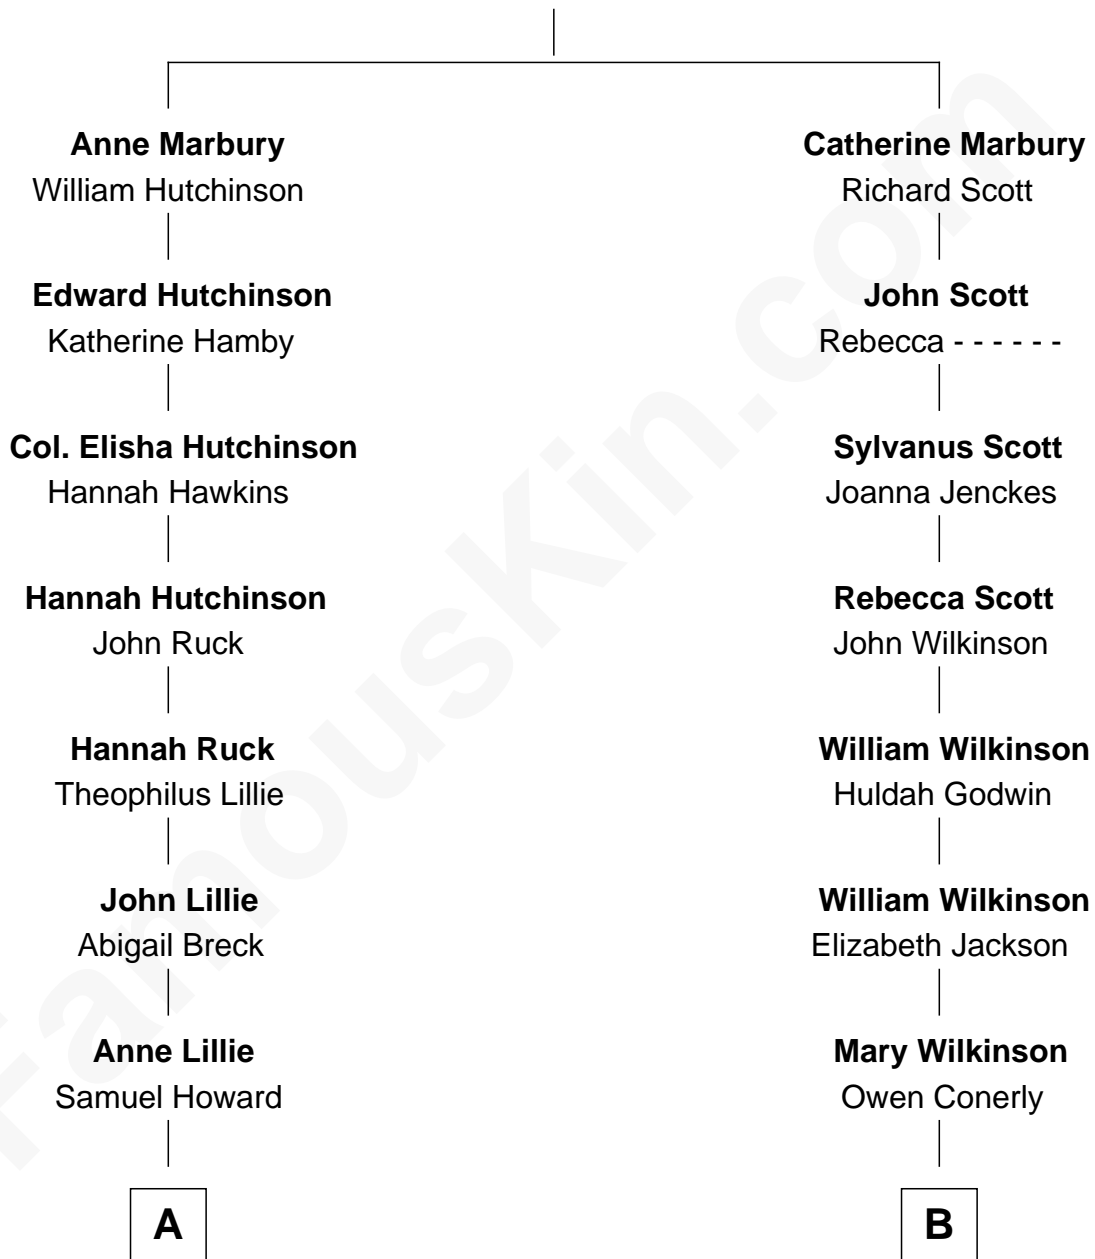 Anne Marbury
William Hutchinson
Edward Hutchinson
Katherine Hamby
Col. Elisha Hutchinson
Hannah Hawkins
Hannah Hutchinson
John Ruck
Hannah Ruck
Theophilus Lillie
John Lillie
Abigail Breck
Anne Lillie
Samuel Howard
A
Catherine Marbury
Richard Scott
John Scott
Rebecca - - - - - -
Sylvanus Scott
Joanna Jenckes
Rebecca Scott
John Wilkinson
William Wilkinson
Huldah Godwin
William Wilkinson
Elizabeth Jackson
Mary Wilkinson
Owen Conerly
B
FamousKin.com